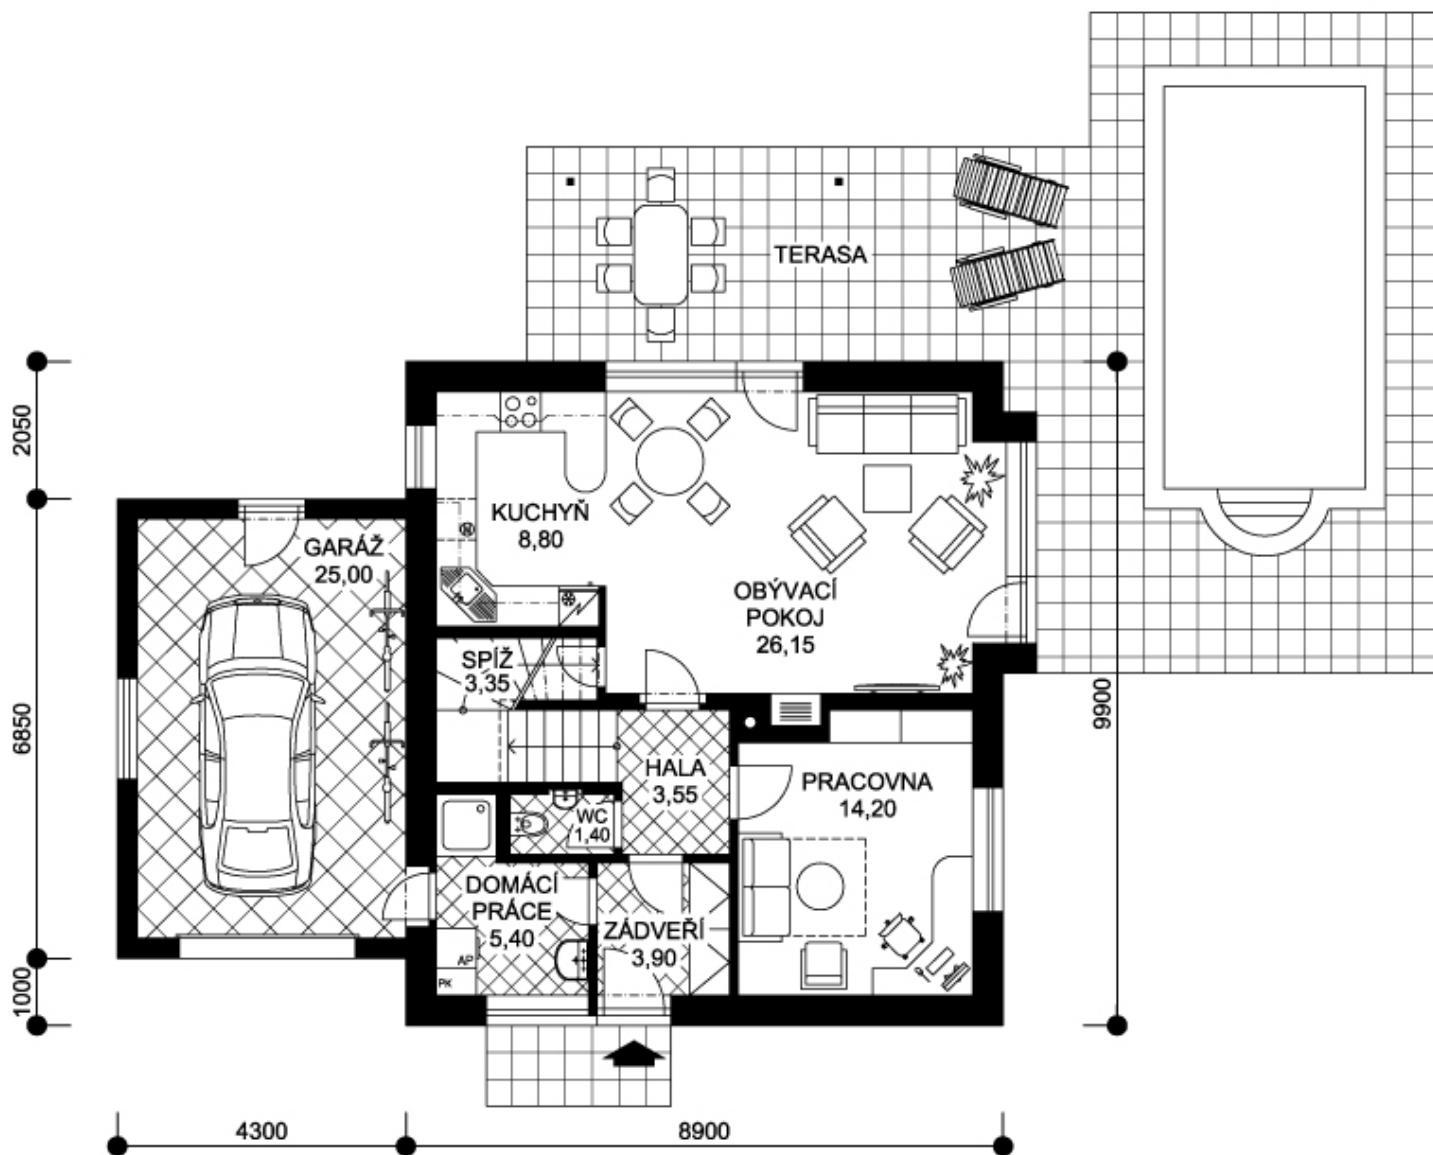 TERASA
2050
KUCHYŇ
8,80
GARÁŽ
25,00
OBÝVACÍ
POKOJ
26,15
SPÍŽ
3,35
6850
9900
HALA
3,55
PRACOVNA
14,20
WC
1,40
DOMÁCÍ
PRÁCE
5,40
ZÁDVEŘÍ
3,90
AP
PK
1000
4300
8900